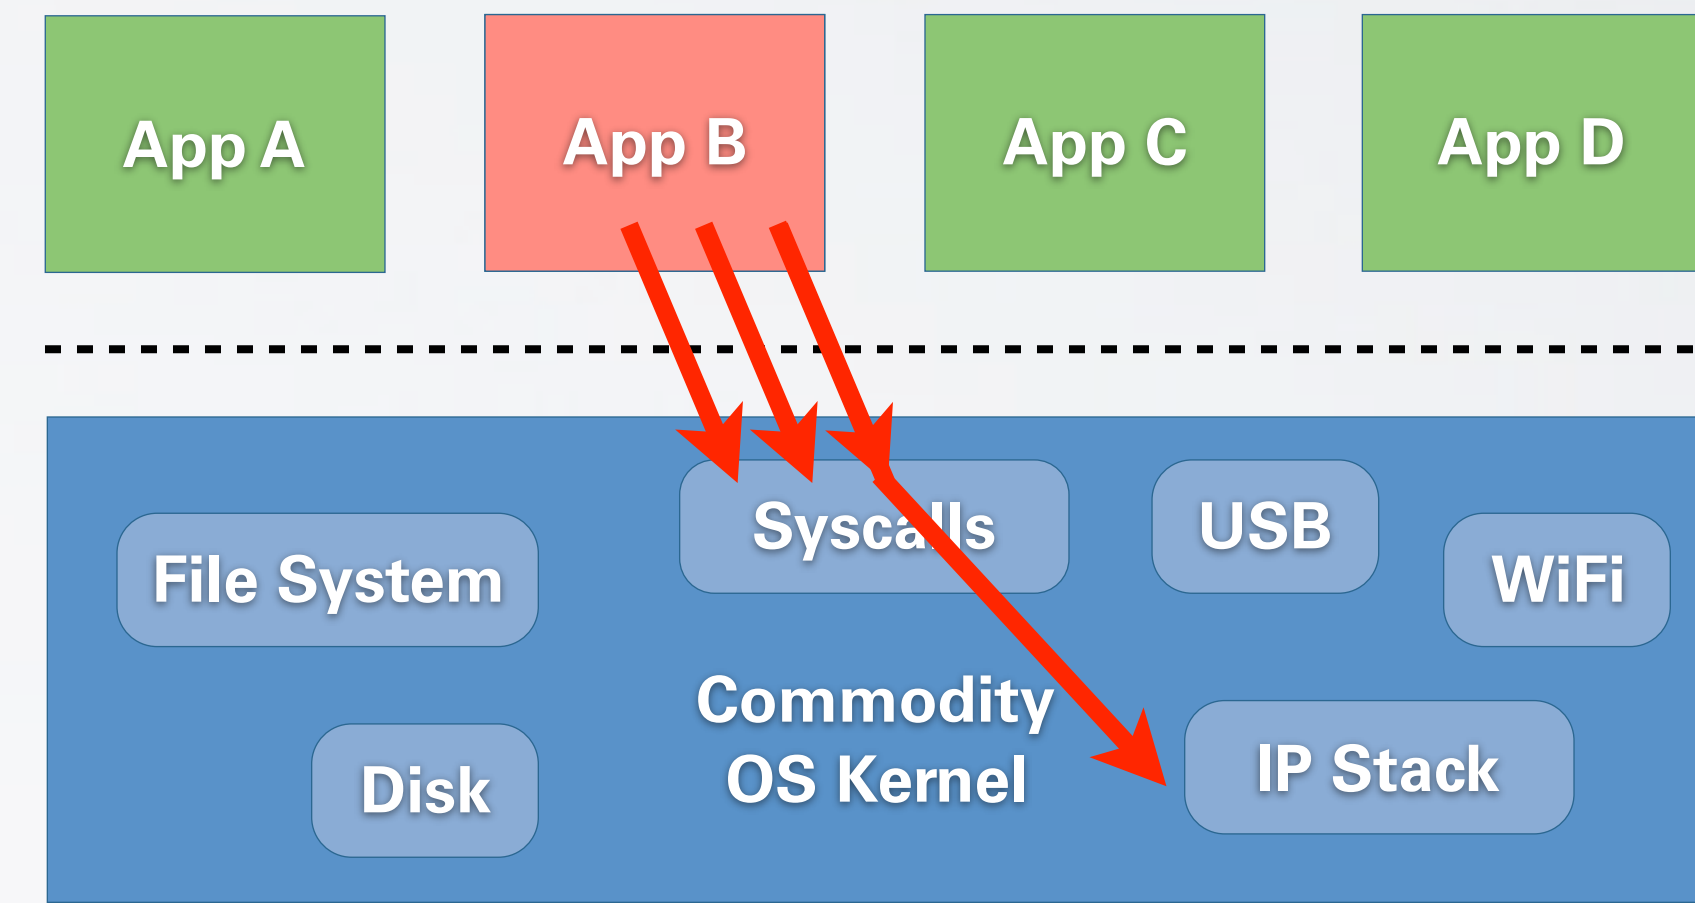 App A
App B
App C
App D
Syscalls
USB
File System
WiFi
Commodity
OS Kernel
IP Stack
Disk